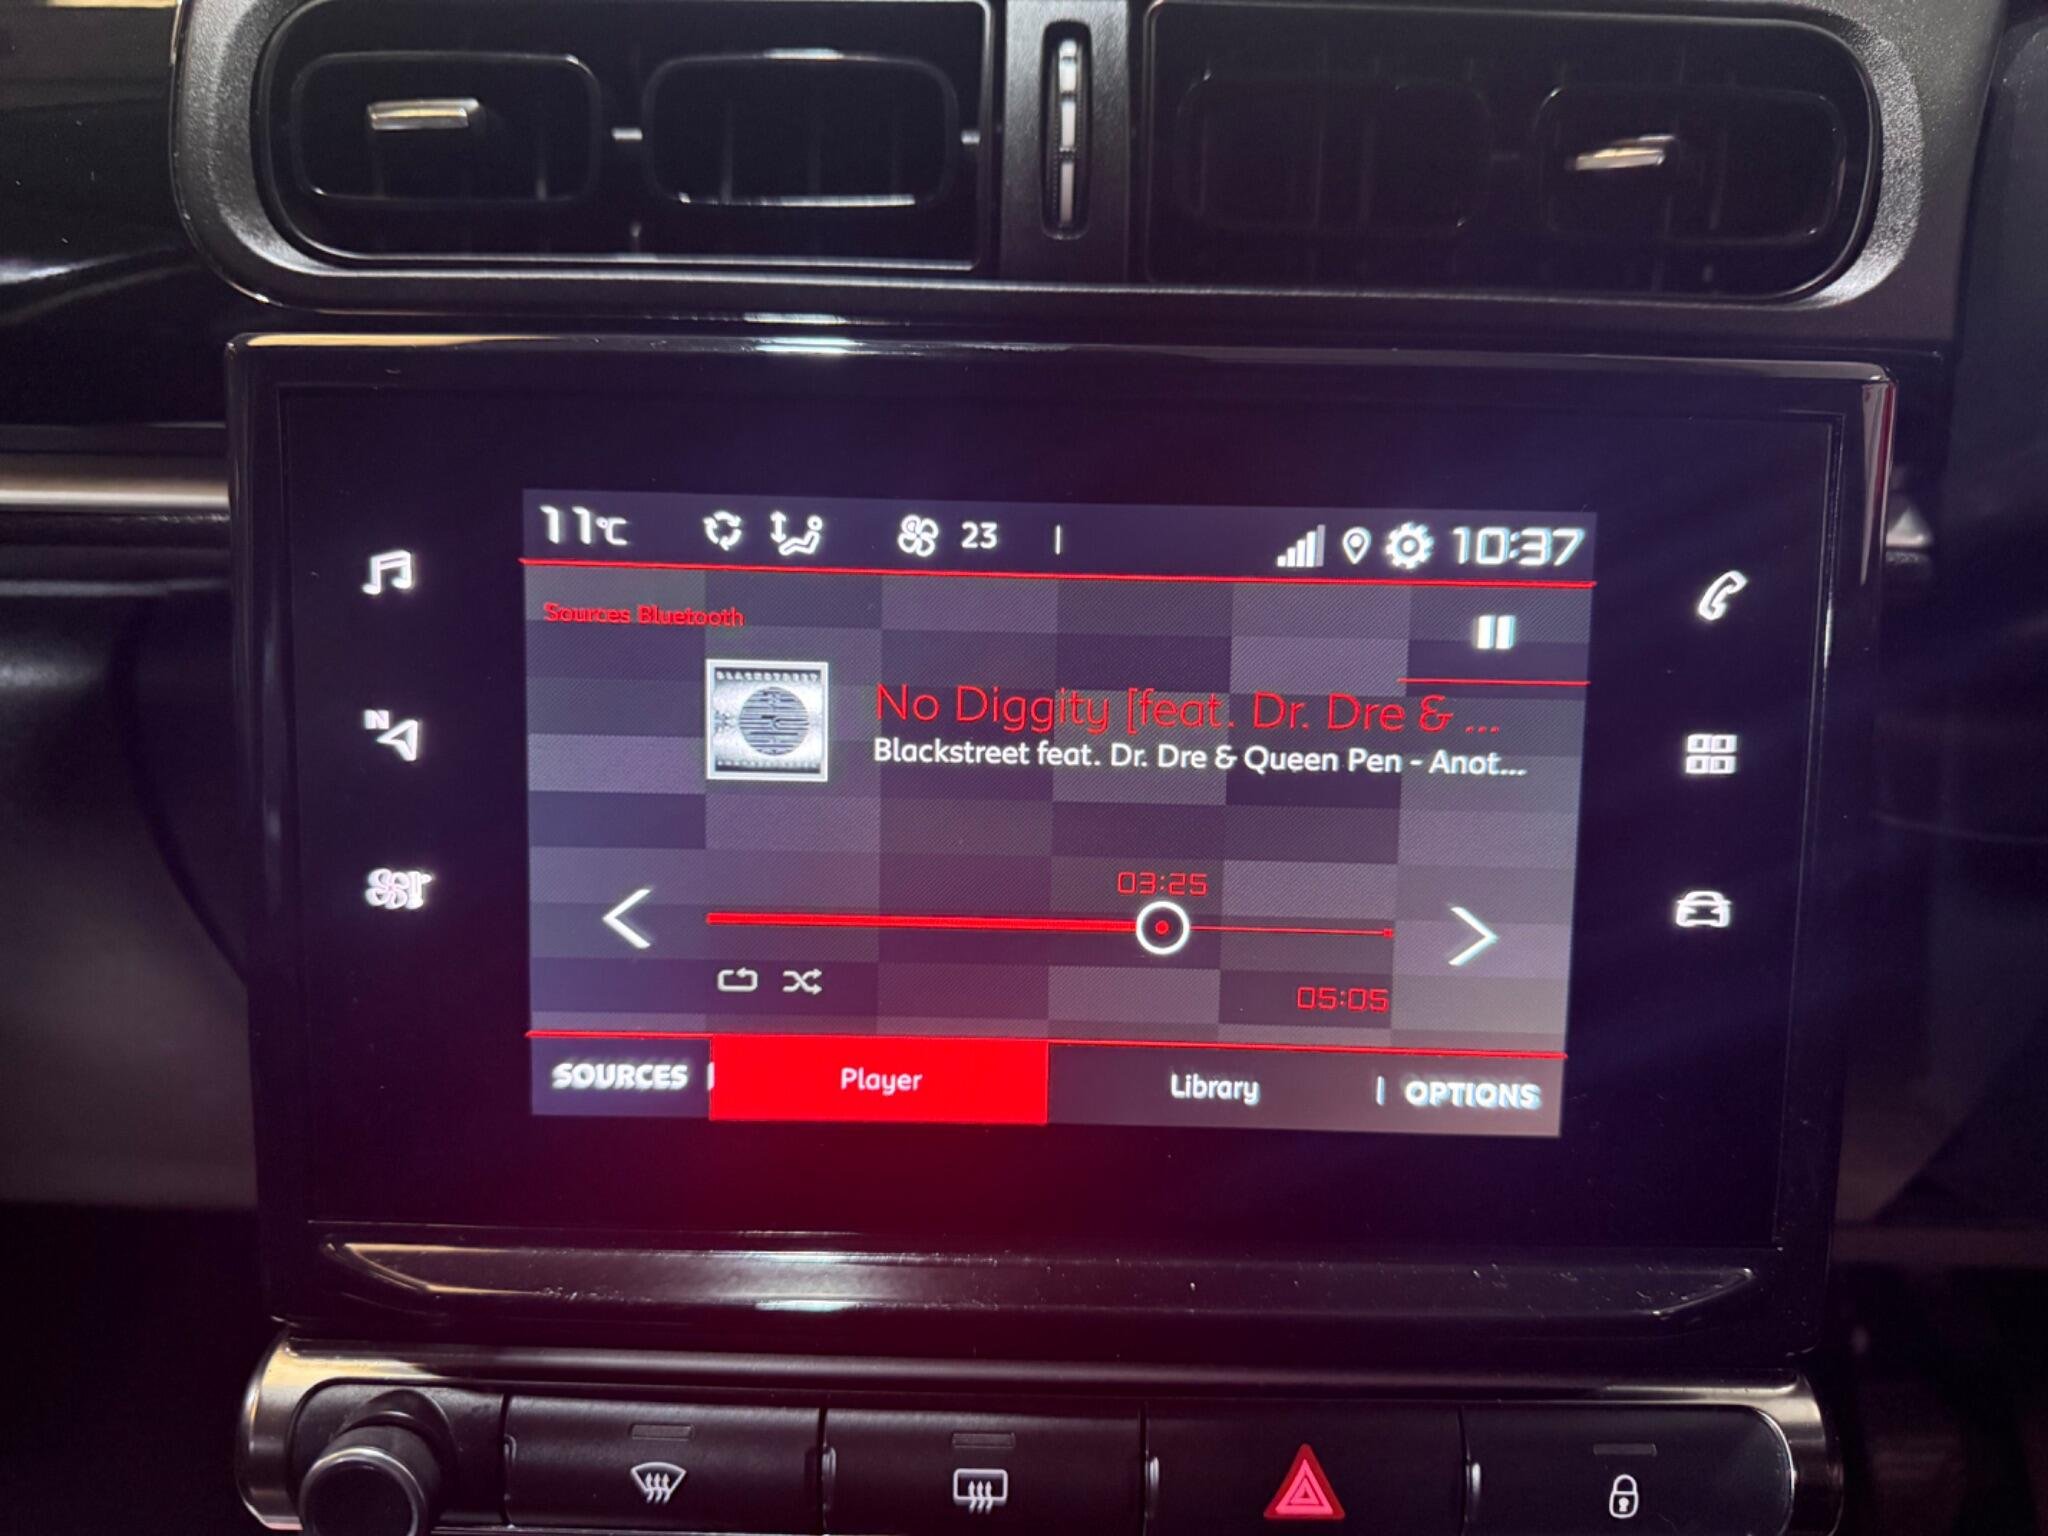 11°C 23 10:37
Sources Bluetooth
BLACKSTREET
No Diggity [feat. Dr. Dre & ...
Blackstreet feat. Dr. Dre & Queen Pen - Anot...
N
03:25
05:05
SOURCES Player Library OPTIONS